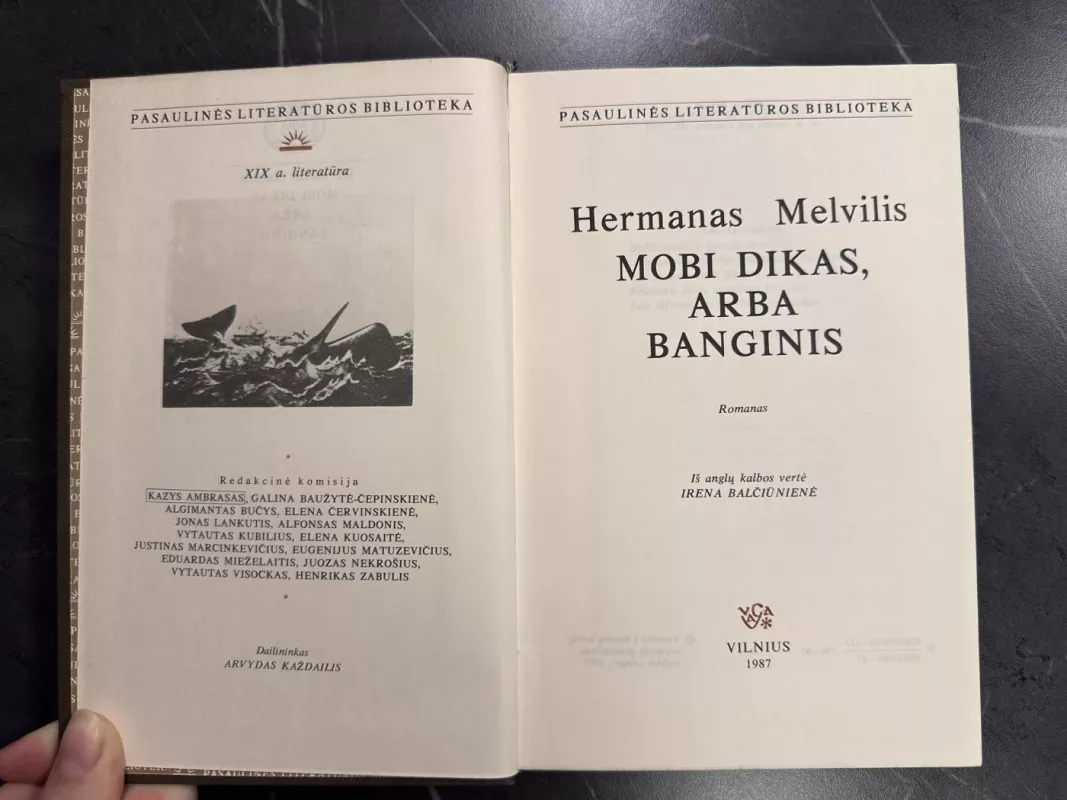 PASAULINĖS LITERATŪROS BIBLIOTEKA
XIX a. literatūra
Redakcinė komisija
KAZYS AMBRASAS, GALINA BAUŽYTĖ-ČEPINSKIENĖ,
ALGIMANTAS BUČYS, ELENA ČERVINSKIENĖ,
JONAS LANKUTIS, ALFONSAS MALDONIS,
VYTAUTAS KUBILIUS, ELENA KUOSAITĖ,
JUSTINAS MARCINKEVIČIUS, EUGENIJUS MATUZEVIČIUS,
EDUARDAS MIEŽELAITIS, JUOZAS NEKROŠIUS,
VYTAUTAS VISOCKAS, HENRIKAS ZABULIS
Dailininkas
ARVYDAS KAŽDAILIS
PASAULINĖS LITERATŪROS BIBLIOTEKA
Hermanas Melvilis
MOBI DIKAS,
ARBA
BANGINIS
Romanas
Iš anglų kalbos vertė
IRENA BALČIŪNIENĖ
VAGA
VILNIUS
1987